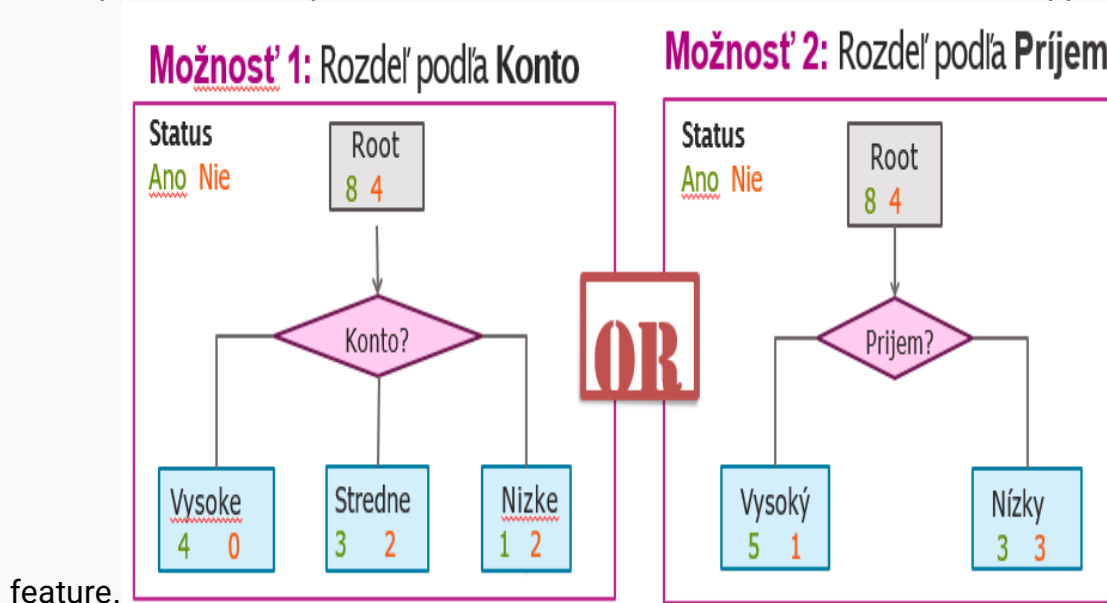 Možnosť 1: Rozdeľ podľa Konto
Status
Ano Nie
Root
8 4
Konto?
Vysoke
4 0
Stredne
3 2
Nizke
1 2
OR
Možnosť 2: Rozdeľ podľa Príjem
Status
Ano Nie
Root
8 4
Prijem?
Vysoký
5 1
Nízky
3 3
feature.